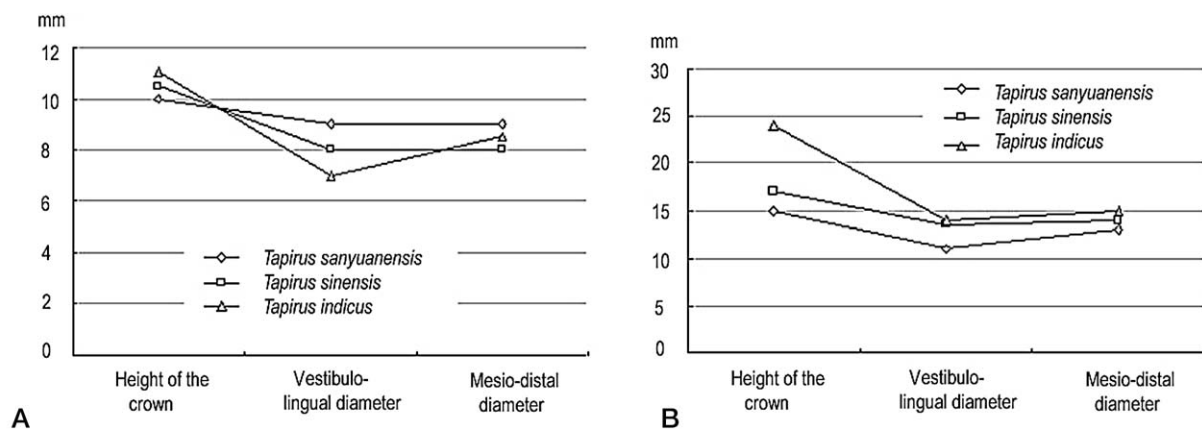 mm
12
10
8
6
4
2
0
Tapirus sanyuanensis
Tapirus sinensis
Tapirus indicus
Height of the
crown
Vestibulo-
lingual diameter
Mesio-distal
diameter
A
mm
30
25
20
15
10
5
0
Tapirus sanyuanensis
Tapirus sinensis
Tapirus indicus
Height of the
crown
Vestibulo-
lingual diameter
Mesio-distal
diameter
B